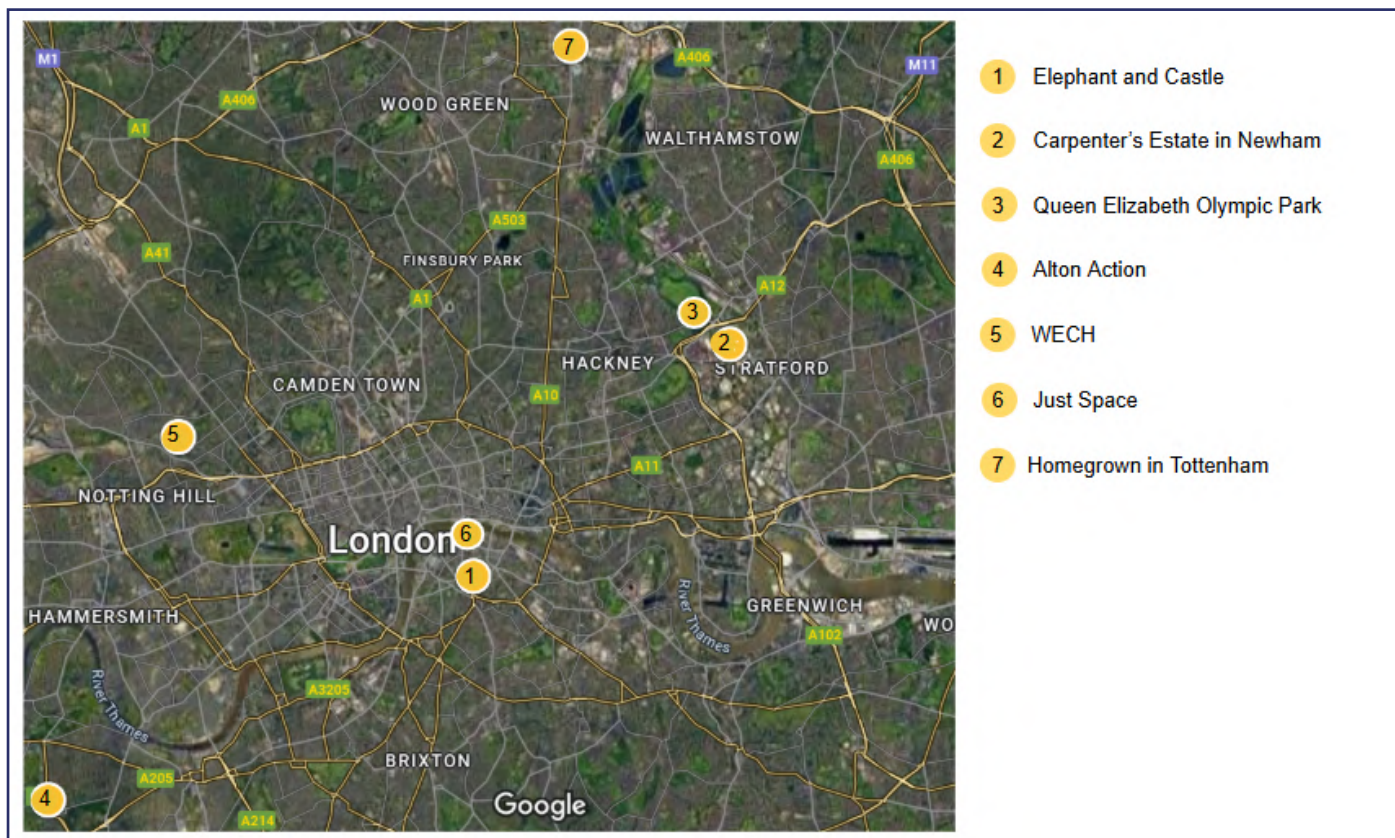 M1
7
A406
M11
A406
WOOD GREEN
A1
WALTHAMSTOW
A406
A503
A41
FINSBURY PARK
A12
A1
3
2
HACKNEY
STRATFORD
CAMDEN TOWN
A10
5
A11
NOTTING HILL
London
6
1
River Thames
GREENWICH
HAMMERSMITH
WO
A102
River Thames
A3205
BRIXTON
A205
4
Google
A214
1 Elephant and Castle
2 Carpenter's Estate in Newham
3 Queen Elizabeth Olympic Park
4 Alton Action
5 WECH
6 Just Space
7 Homegrown in Tottenham